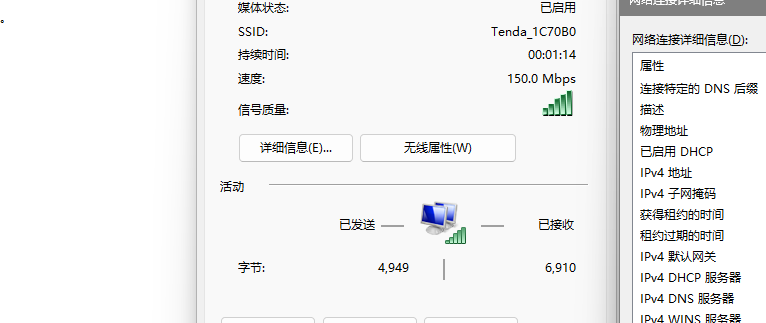 。
媒体状态: 已启用
SSID: Tenda_1C70B0
持续时间: 00:01:14
速度: 150.0 Mbps
信号质量:
详细信息(E)... 无线属性(W)
活动
已发送 — — 已接收
字节: 4,949 6,910
网络连接详细信息
网络连接详细信息(D):
属性
连接特定的 DNS 后缀
描述
物理地址
已启用 DHCP
IPv4 地址
IPv4 子网掩码
获得租约的时间
租约过期的时间
IPv4 默认网关
IPv4 DHCP 服务器
IPv4 DNS 服务器
IPv4 WINS 服务器